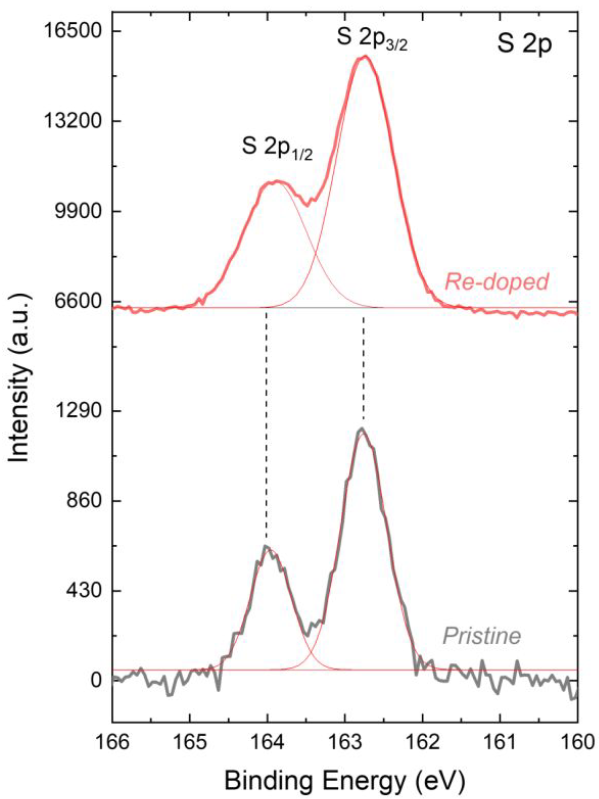 S 2p
S 2p3/2
S 2p1/2
Re-doped
Pristine
16500
13200
9900
6600
1290
860
430
0
Intensity (a.u.)
166 165 164 163 162 161 160
Binding Energy (eV)